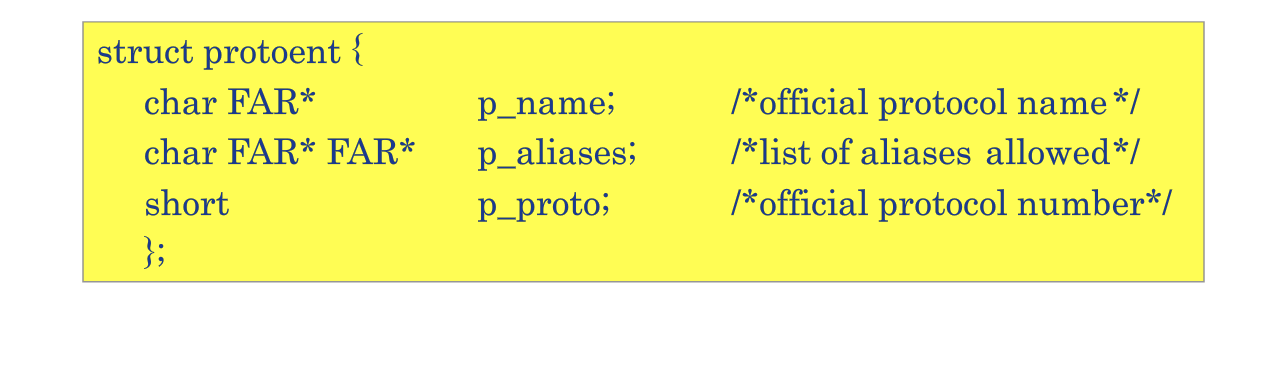 struct protoent {
char FAR* p_name; /*official protocol name*/
char FAR* FAR* p_aliases; /*list of aliases allowed*/
short p_proto; /*official protocol number*/
};